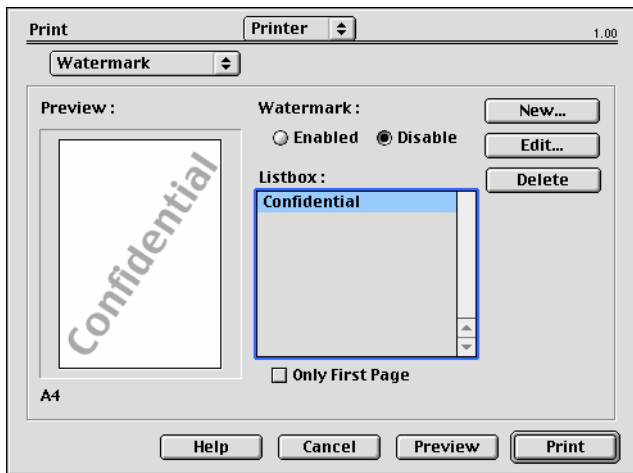 Print
Printer
1.00
Watermark
Preview :
Confidential
A4
Watermark :
Enabled
Disable
Listbox :
Confidential
Only First Page
New...
Edit...
Delete
Help
Cancel
Preview
Print